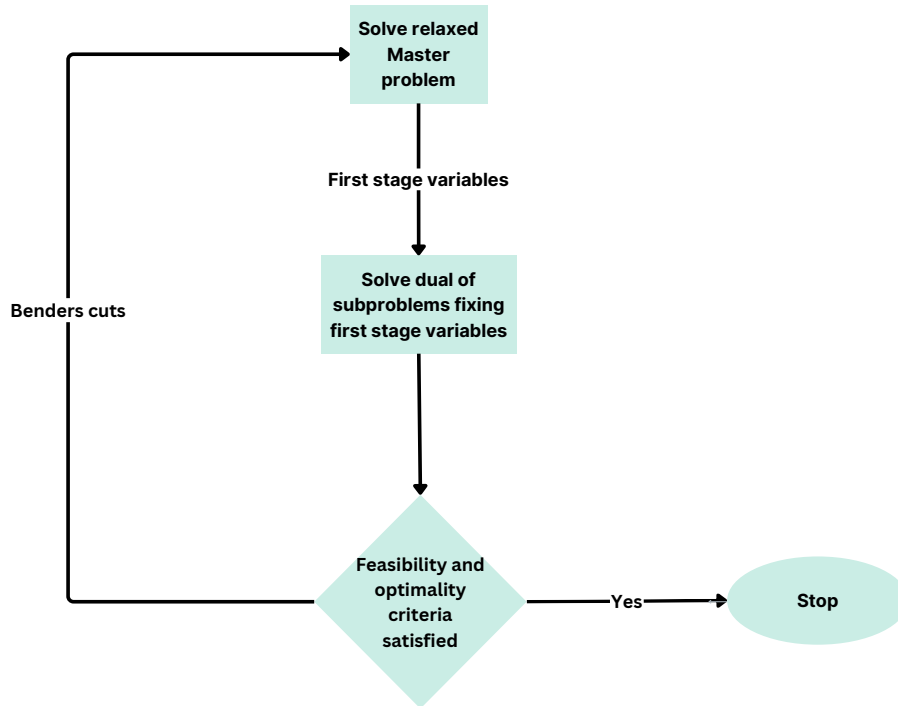 Solve relaxed
Master
problem
First stage variables
Solve dual of
subproblems fixing
first stage variables
Benders cuts
Feasibility and
optimality
criteria
satisfied
Yes
Stop